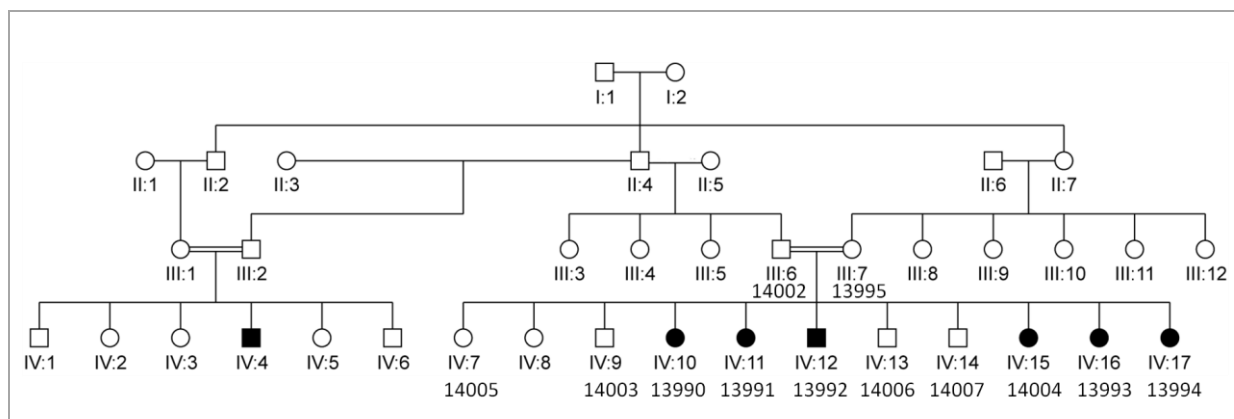 I:1 I:2
II:1 II:2 II:3 II:4 II:5 II:6 II:7
III:1 III:2 III:3 III:4 III:5 III:6 III:7 III:8 III:9 III:10 III:11 III:12
14002 13995
IV:1 IV:2 IV:3 IV:4 IV:5 IV:6 IV:7 IV:8 IV:9 IV:10 IV:11 IV:12 IV:13 IV:14 IV:15 IV:16 IV:17
14005 14003 13990 13991 13992 14006 14007 14004 13993 13994